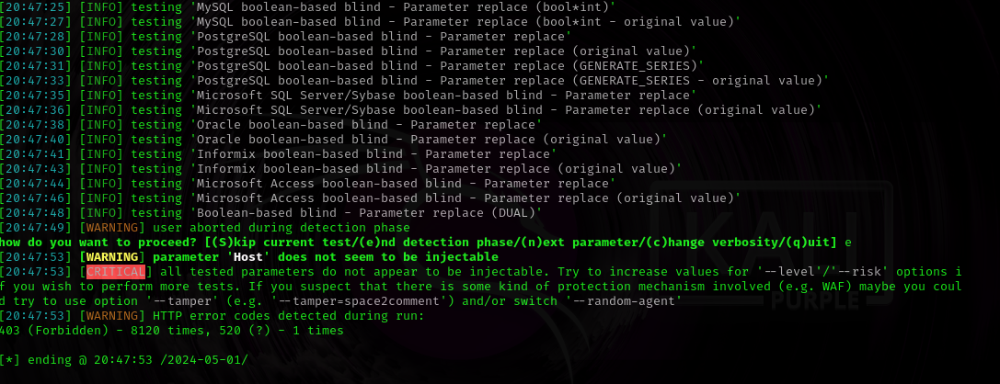 [20:47:25] [INFO] testing 'MySQL boolean-based blind - Parameter replace (bool*int)'
[20:47:27] [INFO] testing 'MySQL boolean-based blind - Parameter replace (bool*int - original value)'
[20:47:28] [INFO] testing 'PostgreSQL boolean-based blind - Parameter replace'
[20:47:30] [INFO] testing 'PostgreSQL boolean-based blind - Parameter replace (original value)'
[20:47:31] [INFO] testing 'PostgreSQL boolean-based blind - Parameter replace (GENERATE_SERIES)'
[20:47:33] [INFO] testing 'PostgreSQL boolean-based blind - Parameter replace (GENERATE_SERIES - original value)'
[20:47:35] [INFO] testing 'Microsoft SQL Server/Sybase boolean-based blind - Parameter replace'
[20:47:36] [INFO] testing 'Microsoft SQL Server/Sybase boolean-based blind - Parameter replace (original value)'
[20:47:38] [INFO] testing 'Oracle boolean-based blind - Parameter replace'
[20:47:40] [INFO] testing 'Oracle boolean-based blind - Parameter replace (original value)'
[20:47:41] [INFO] testing 'Informix boolean-based blind - Parameter replace'
[20:47:43] [INFO] testing 'Informix boolean-based blind - Parameter replace (original value)'
[20:47:44] [INFO] testing 'Microsoft Access boolean-based blind - Parameter replace'
[20:47:46] [INFO] testing 'Microsoft Access boolean-based blind - Parameter replace (original value)'
[20:47:48] [INFO] testing 'Boolean-based blind - Parameter replace (DUAL)'
[20:47:49] [WARNING] user aborted during detection phase
how do you want to proceed? [(S)kip current test/(e)nd detection phase/(n)ext parameter/(c)hange verbosity/(q)uit] e
[20:47:53] [WARNING] parameter 'Host' does not seem to be injectable
[20:47:53] [CRITICAL] all tested parameters do not appear to be injectable. Try to increase values for '--level'/'--risk' options i
f you wish to perform more tests. If you suspect that there is some kind of protection mechanism involved (e.g. WAF) maybe you coul
d try to use option '--tamper' (e.g. '--tamper=space2comment') and/or switch '--random-agent'
[20:47:53] [WARNING] HTTP error codes detected during run:
403 (Forbidden) - 8120 times, 520 (?) - 1 times
[*] ending @ 20:47:53 /2024-05-01/
KALI
PURPLE